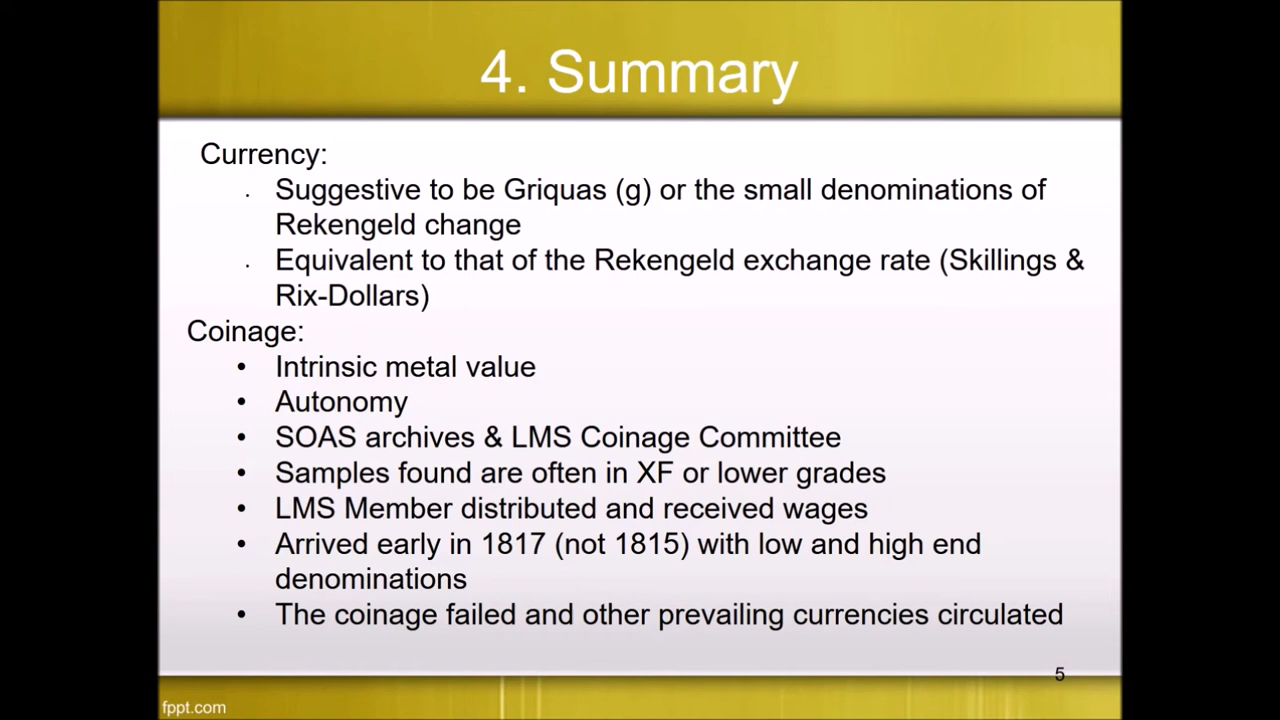 4. Summary
Currency:
· Suggestive to be Griquas (g) or the small denominations of
Rekengeld change
· Equivalent to that of the Rekengeld exchange rate (Skillings &
Rix-Dollars)
Coinage:
• Intrinsic metal value
• Autonomy
• SOAS archives & LMS Coinage Committee
• Samples found are often in XF or lower grades
• LMS Member distributed and received wages
• Arrived early in 1817 (not 1815) with low and high end
denominations
• The coinage failed and other prevailing currencies circulated
5
fppt.com